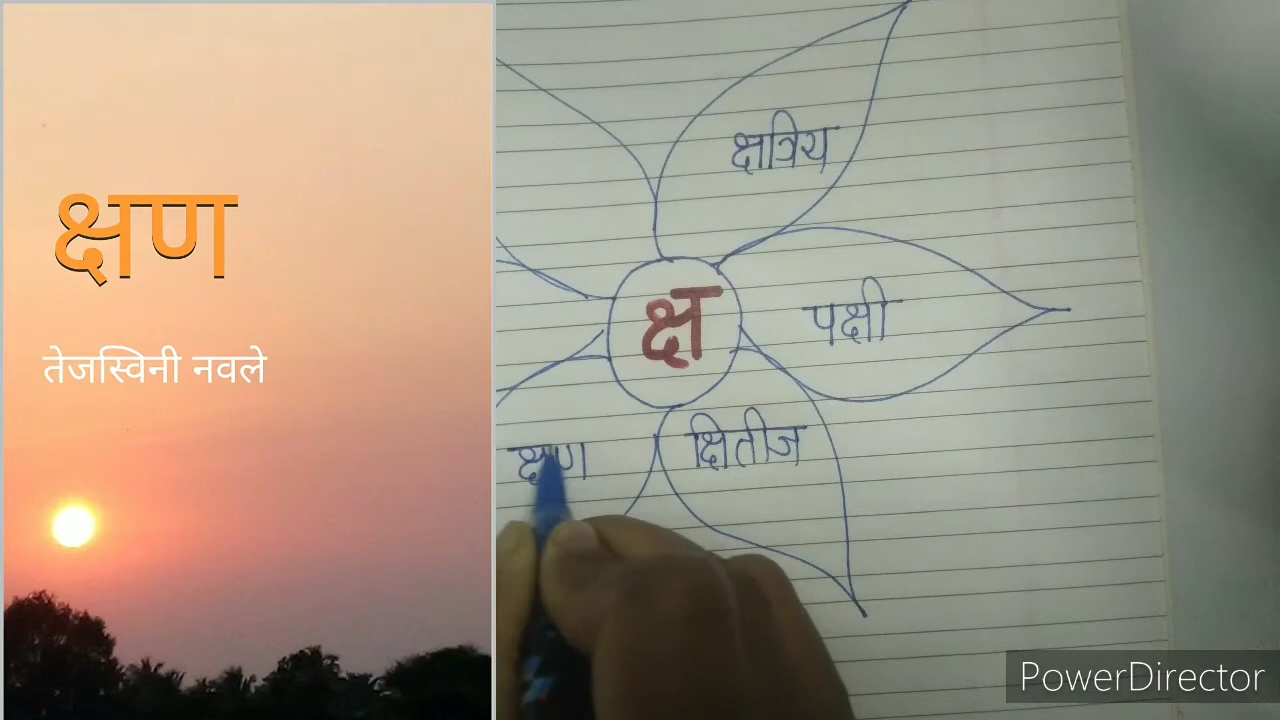 क्षण
तेजस्विनी नवले
क्षत्रिय
पक्षी
क्ष
क्षण
क्षितीज
PowerDirector